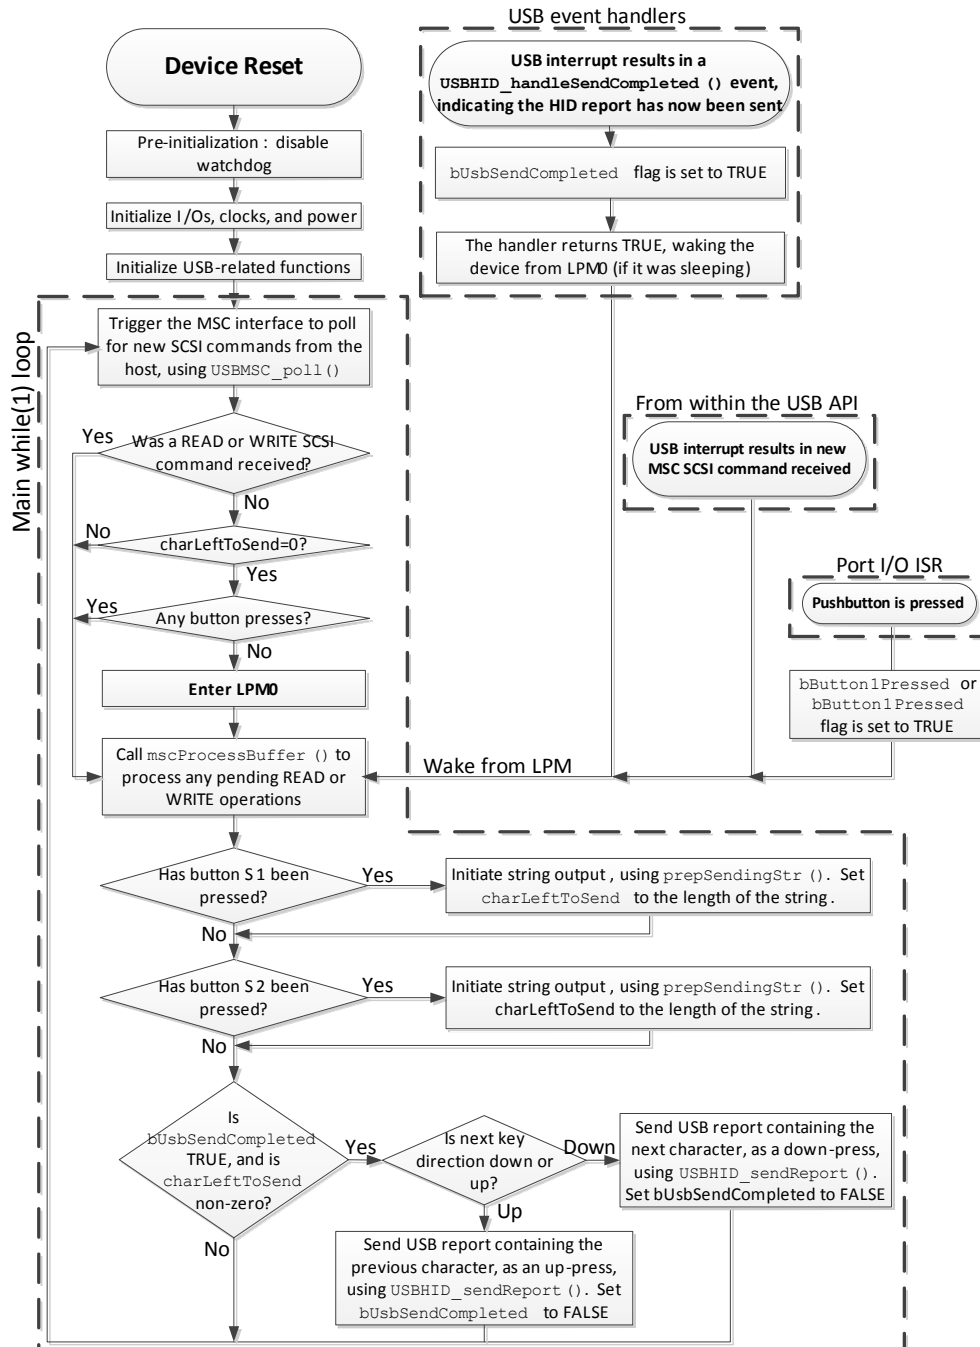 USB event handlers
Device Reset
USB interrupt results in a
USBHID_handleSendCompleted () event,
indicating the HID report has now been sent
Pre-initialization : disable
watchdog
bUsbSendCompleted flag is set to TRUE
Initialize I/Os, clocks, and power
The handler returns TRUE, waking the
device from LPM0 (if it was sleeping)
Initialize USB-related functions
Main while(1) loop
Trigger the MSC interface to poll
for new SCSI commands from the
host, using USBMSC_poll()
From within the USB API
USB interrupt results in new
MSC SCSI command received
Yes
Was a READ or WRITE SCSI
command received?
No
No
charLeftToSend=0?
Yes
Port I/O ISR
Pushbutton is pressed
Yes
Any button presses?
No
Enter LPM0
bButton1Pressed or
bButton1Pressed
flag is set to TRUE
Call mscProcessBuffer () to
process any pending READ or
WRITE operations
Wake from LPM
Has button S1 been
pressed?
Yes
Initiate string output , using prepSendingStr (). Set
charLeftToSend to the length of the string .
No
Has button S2 been
pressed?
Yes
Initiate string output , using prepSendingStr (). Set
charLeftToSend to the length of the string .
No
Is
bUsbSendCompleted
TRUE, and is
charLeftToSend
non-zero?
Yes
Is next key
direction down or
up?
Down
Send USB report containing the
next character, as a down-press,
using USBHID_sendReport ().
Set bUsbSendCompleted to FALSE
Up
No
Send USB report containing the
previous character, as an up-press,
using USBHID_sendReport (). Set
bUsbSendCompleted to FALSE